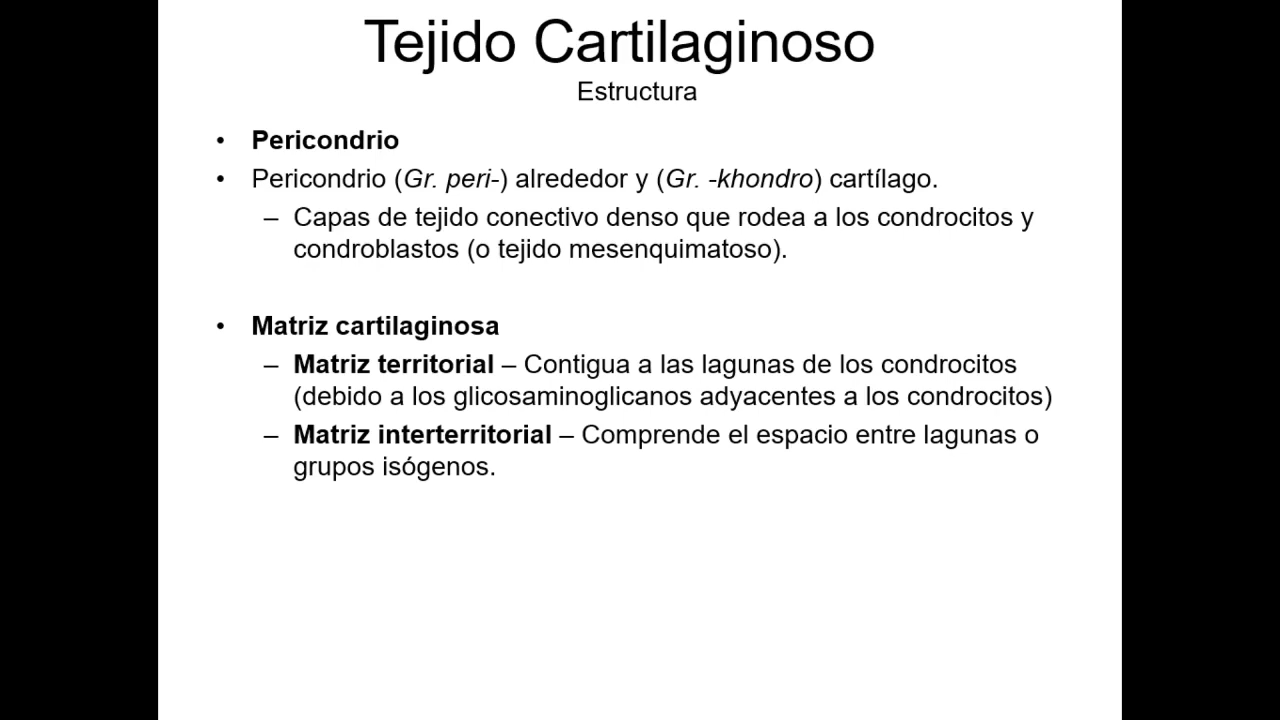 Tejido Cartilaginoso
Estructura
• Pericondrio
• Pericondrio (Gr. peri-) alrededor y (Gr. -khondro) cartílago.
– Capas de tejido conectivo denso que rodea a los condrocitos y
condroblastos (o tejido mesenquimatoso).
• Matriz cartilaginosa
– Matriz territorial – Contigua a las lagunas de los condrocitos
(debido a los glicosaminoglicanos adyacentes a los condrocitos)
– Matriz interterritorial – Comprende el espacio entre lagunas o
grupos isógenos.